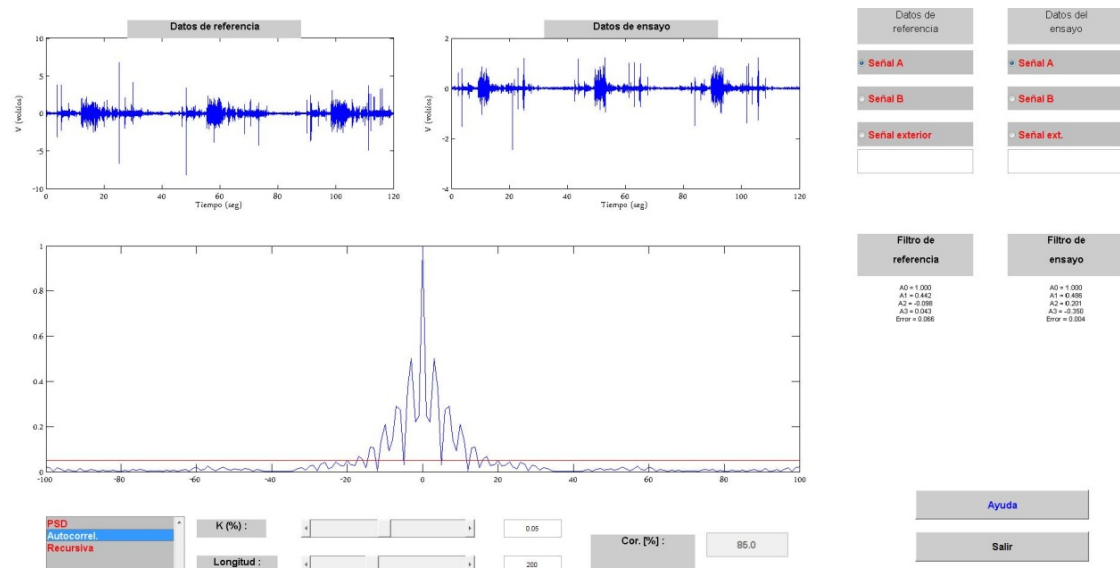 Datos de referencia
Datos de ensayo
10
5
0
-5
-10
V (voltios)
0 20 40 60 80 100 120
Tiempo (seg)
2
0
-2
-4
V (voltios)
0 20 40 60 80 100 120
Tiempo (seg)
Datos de
referencia
Señal A
Señal B
Señal exterior
Datos del
ensayo
Señal A
Señal B
Señal ext.
1
0.8
0.6
0.4
0.2
0
-100 -80 -60 -40 -20 0 20 40 60 80 100
Filtro de
referencia
A0 = 1.000
A1 = 0.442
A2 = -0.098
A3 = 0.043
Error = 0.066
Filtro de
ensayo
A0 = 1.000
A1 = 0.486
A2 = 0.201
A3 = -0.350
Error = 0.004
PSD
Autocorrel.
Recursiva
K (%) :
0.05
Longitud :
200
Cor. [%] :
85.0
Ayuda
Salir